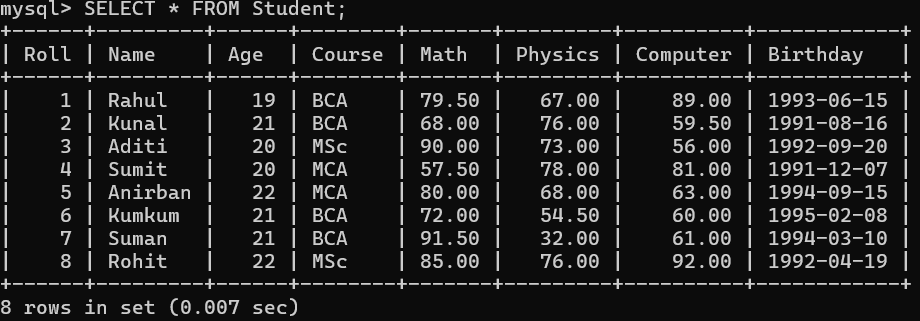 mysql> SELECT * FROM Student;
+------+---------+------+--------+-------+---------+----------+------------+
| Roll | Name    | Age  | Course | Math  | Physics | Computer | Birthday   |
+------+---------+------+--------+-------+---------+----------+------------+
|    1 | Rahul   |   19 | BCA    | 79.50 |   67.00 |    89.00 | 1993-06-15 |
|    2 | Kunal   |   21 | BCA    | 68.00 |   76.00 |    59.50 | 1991-08-16 |
|    3 | Aditi   |   20 | MSc    | 90.00 |   73.00 |    56.00 | 1992-09-20 |
|    4 | Sumit   |   20 | MCA    | 57.50 |   78.00 |    81.00 | 1991-12-07 |
|    5 | Anirban |   22 | MCA    | 80.00 |   68.00 |    63.00 | 1994-09-15 |
|    6 | Kumkum  |   21 | BCA    | 72.00 |   54.50 |    60.00 | 1995-02-08 |
|    7 | Suman   |   21 | BCA    | 91.50 |   32.00 |    61.00 | 1994-03-10 |
|    8 | Rohit   |   22 | MSc    | 85.00 |   76.00 |    92.00 | 1992-04-19 |
+------+---------+------+--------+-------+---------+----------+------------+
8 rows in set (0.007 sec)